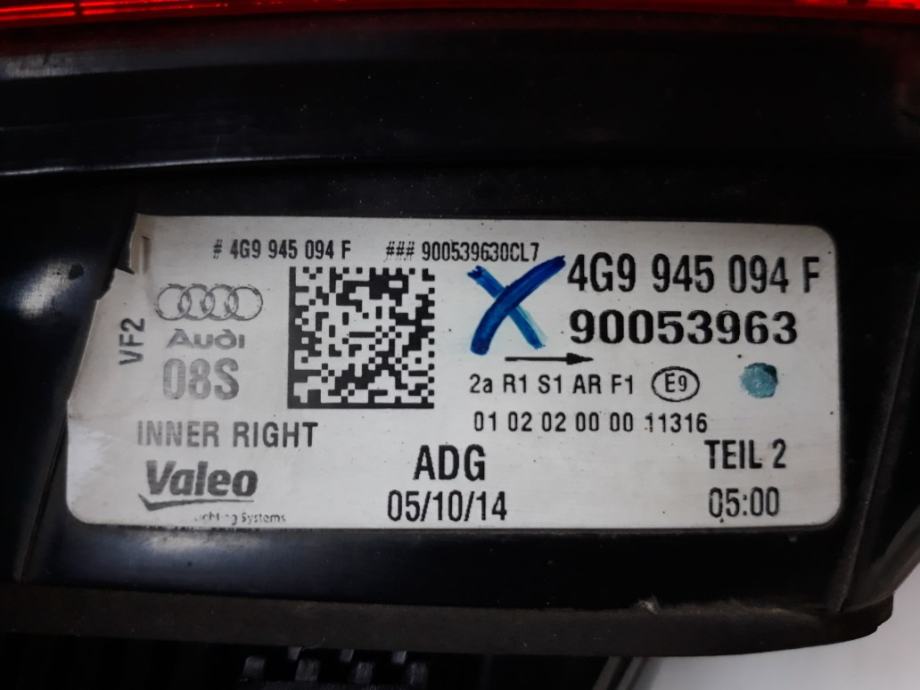 # 4G9 945 094 F ### 900539630CL7
4G9 945 094 F
90053963
VF2
Audi
08S
2a R1 S1 AR F1 E9
01 02 02 00 00 11316
INNER RIGHT
Valeo
Systems
ADG
05/10/14
TEIL 2
05:00